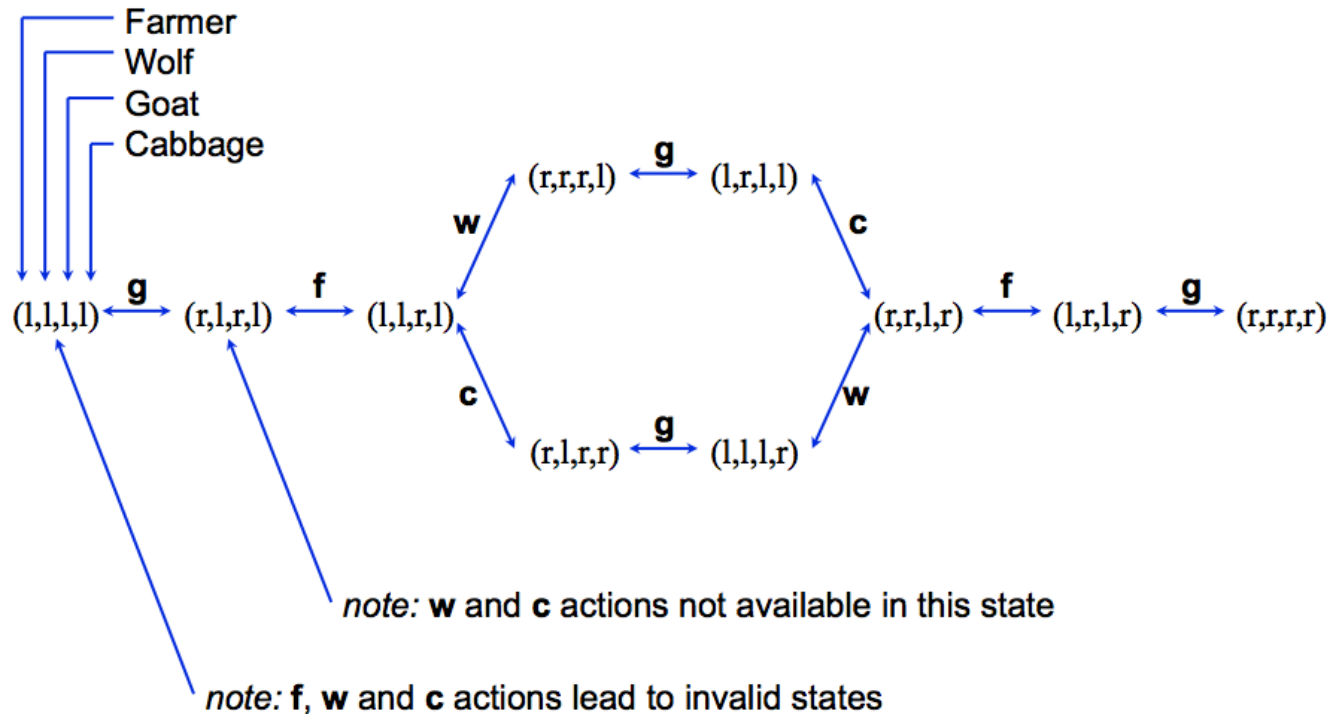 Farmer
Wolf
Goat
Cabbage
g
(r,r,r,l) (l,r,l,l)
w
c
g
f
f
g
(l,l,l,l) (r,l,r,l) (l,l,r,l) (r,r,l,r) (l,r,l,r) (r,r,r,r)
c
w
g
(r,l,r,r) (l,l,l,r)
note: w and c actions not available in this state
note: f, w and c actions lead to invalid states